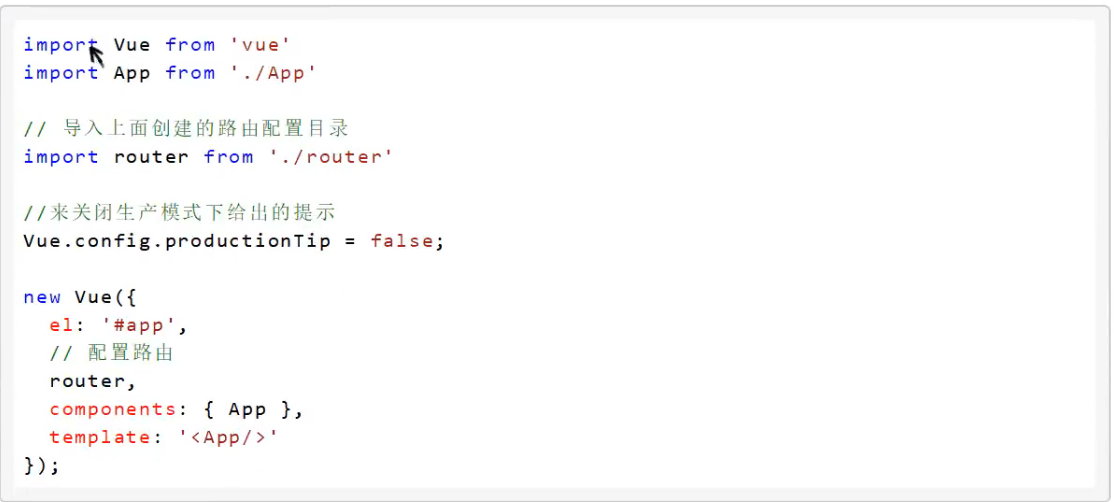 import Vue from 'vue'
import App from './App'
// 导入上面创建的路由配置目录
import router from './router'
//来关闭生产模式下给出的提示
Vue.config.productionTip = false;
new Vue({
  el: '#app',
  // 配置路由
  router,
  components: { App },
  template: '<App/>'
});